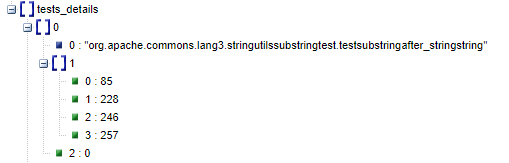 tests_details
0
0 : "org.apache.commons.lang3.stringutilssubstringtest.testsubstringafter_stringstring"
1
0 : 85
1 : 228
2 : 246
3 : 257
2 : 0